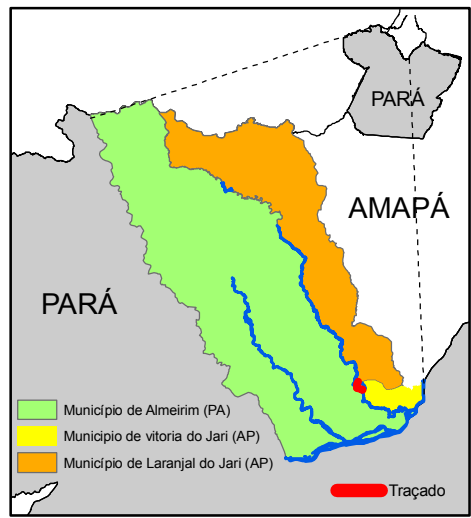 PARÁ
AMAPÁ
PARÁ
Município de Almeirim (PA)
Municipio de vitoria do Jari (AP)
Município de Laranjal do Jari (AP)
Traçado